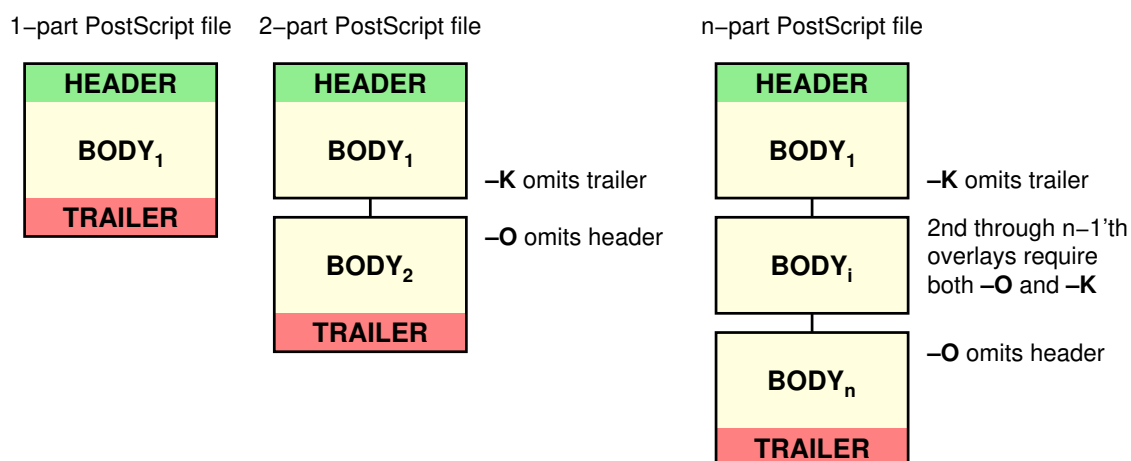 1–part PostScript file
HEADER
BODY1
TRAILER
2–part PostScript file
HEADER
BODY1
–K omits trailer
–O omits header
BODY2
TRAILER
n–part PostScript file
HEADER
BODY1
–K omits trailer
2nd through n–1'th
overlays require
both –O and –K
BODYi
–O omits header
BODYn
TRAILER